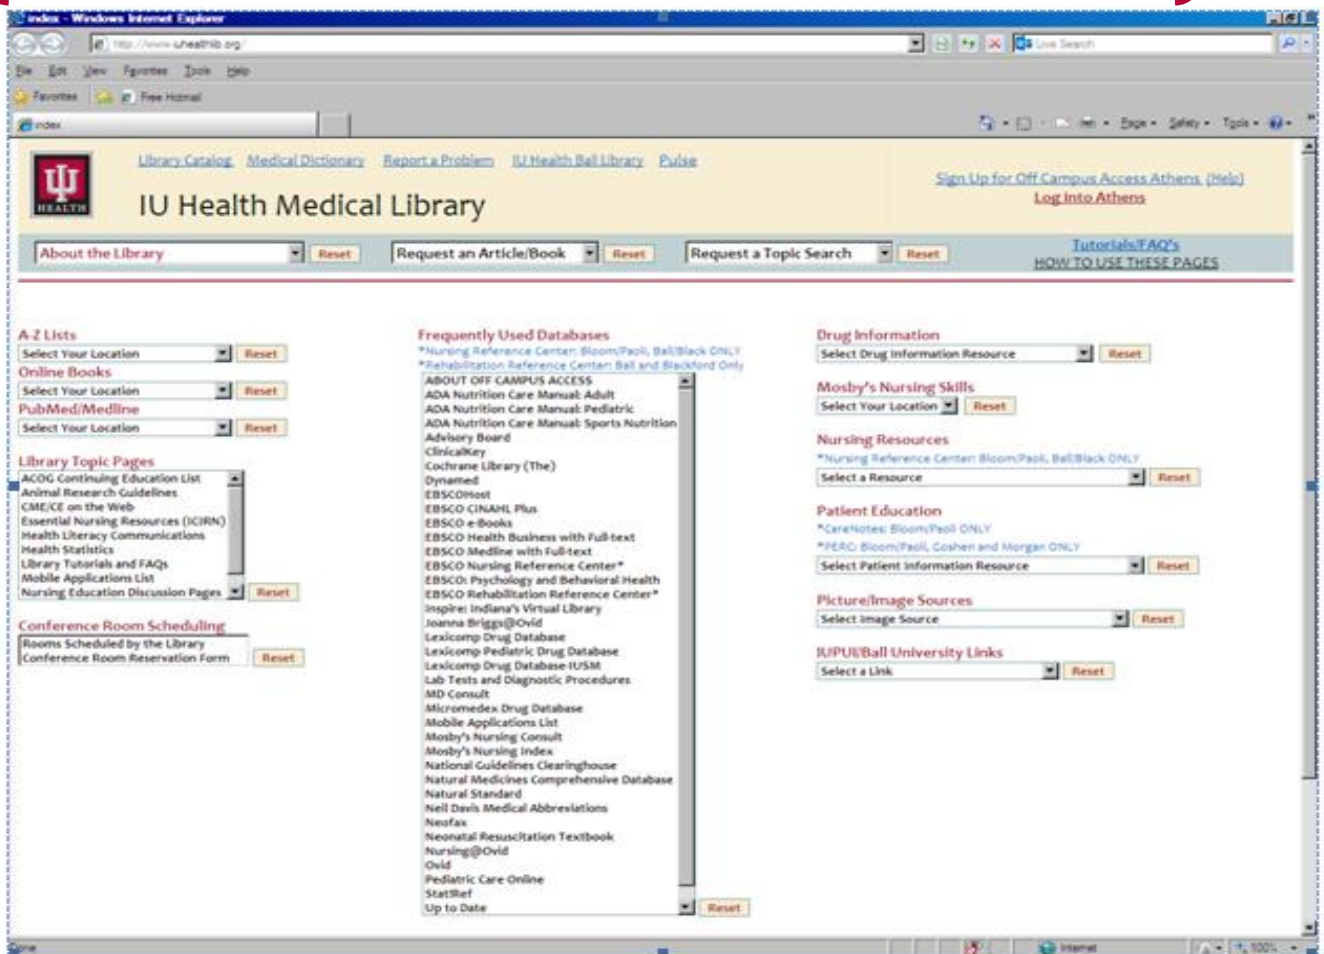 index - Windows Internet Explorer
http://www.iuhealthlib.org/
Live Search
File Edit View Favorites Tools Help
Favorites Free Hotmail
index
Page Safety Tools
Library Catalog Medical Dictionary Report a Problem IU Health Ball Library Pulse
Sign Up for Off Campus Access Athens (Help)
Log Into Athens
HEALTH
IU Health Medical Library
About the Library Reset Request an Article/Book Reset Request a Topic Search Reset
Tutorials/FAQ's
HOW TO USE THESE PAGES
A-Z Lists
Select Your Location Reset
Online Books
Select Your Location Reset
PubMed/Medline
Select Your Location Reset
Library Topic Pages
ACOG Continuing Education List
Animal Research Guidelines
CME/CE on the Web
Essential Nursing Resources (ICIRN)
Health Literacy Communications
Health Statistics
Library Tutorials and FAQs
Mobile Applications List
Nursing Education Discussion Pages Reset
Conference Room Scheduling
Rooms Scheduled by the Library
Conference Room Reservation Form Reset
Frequently Used Databases
*Nursing Reference Center: Bloom/Paoli, Ball/Black ONLY
*Rehabilitation Reference Center: Ball and Blackford Only
ABOUT OFF CAMPUS ACCESS
ADA Nutrition Care Manual: Adult
ADA Nutrition Care Manual: Pediatric
ADA Nutrition Care Manual: Sports Nutrition
Advisory Board
ClinicalKey
Cochrane Library (The)
Dynamed
EBSCOHost
EBSCO CINAHL Plus
EBSCO e-Books
EBSCO Health Business with Full-text
EBSCO Medline with Full-text
EBSCO Nursing Reference Center*
EBSCO: Psychology and Behavioral Health
EBSCO Rehabilitation Reference Center*
Inspire: Indiana's Virtual Library
Joanna Briggs@Ovid
Lexicomp Drug Database
Lexicomp Pediatric Drug Database
Lexicomp Drug Database-IUSM
Lab Tests and Diagnostic Procedures
MD Consult
Micromedex Drug Database
Mobile Applications List
Mosby's Nursing Consult
Mosby's Nursing Index
National Guidelines Clearinghouse
Natural Medicines Comprehensive Database
Natural Standard
Neil Davis Medical Abbreviations
Neofax
Neonatal Resuscitation Textbook
Nursing@Ovid
Ovid
Pediatric Care Online
Stat!Ref
Up to Date Reset
Drug Information
Select Drug Information Resource Reset
Mosby's Nursing Skills
Select Your Location Reset
Nursing Resources
*Nursing Reference Center: Bloom/Paoli, Ball/Black ONLY
Select a Resource Reset
Patient Education
*CareNotes: Bloom/Paoli ONLY
*PERC: Bloom/Paoli, Goshen and Morgan ONLY
Select Patient Information Resource Reset
Picture/Image Sources
Select Image Source Reset
IUPUI/Ball University Links
Select a Link Reset
Done
Internet
100%